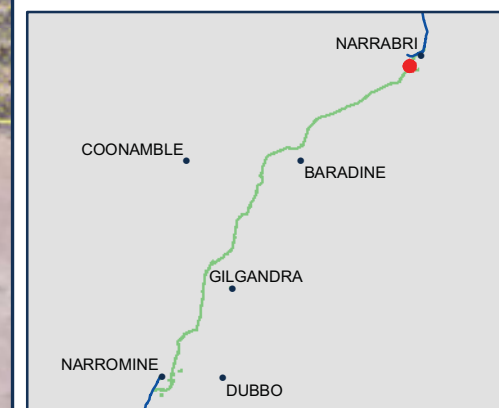 NARRABRI
COONAMBLE
BARADINE
GILGANDRA
NARROMINE
DUBBO